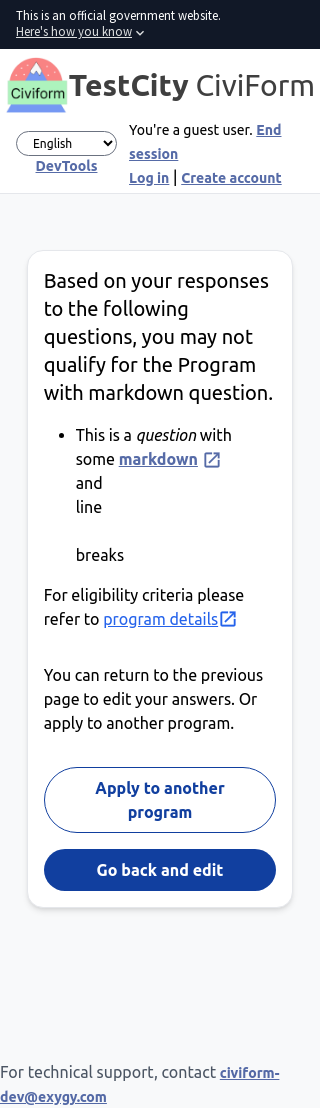 This is an official government website.
Here's how you know
Civiform
TestCity CiviForm
English
DevTools
You're a guest user. End
session
Log in | Create account
Based on your responses
to the following
questions, you may not
qualify for the Program
with markdown question.
• This is a question with
some markdown
and
line
breaks
For eligibility criteria please
refer to program details
You can return to the previous
page to edit your answers. Or
apply to another program.
Apply to another
program
Go back and edit
For technical support, contact civiform-
dev@exygy.com